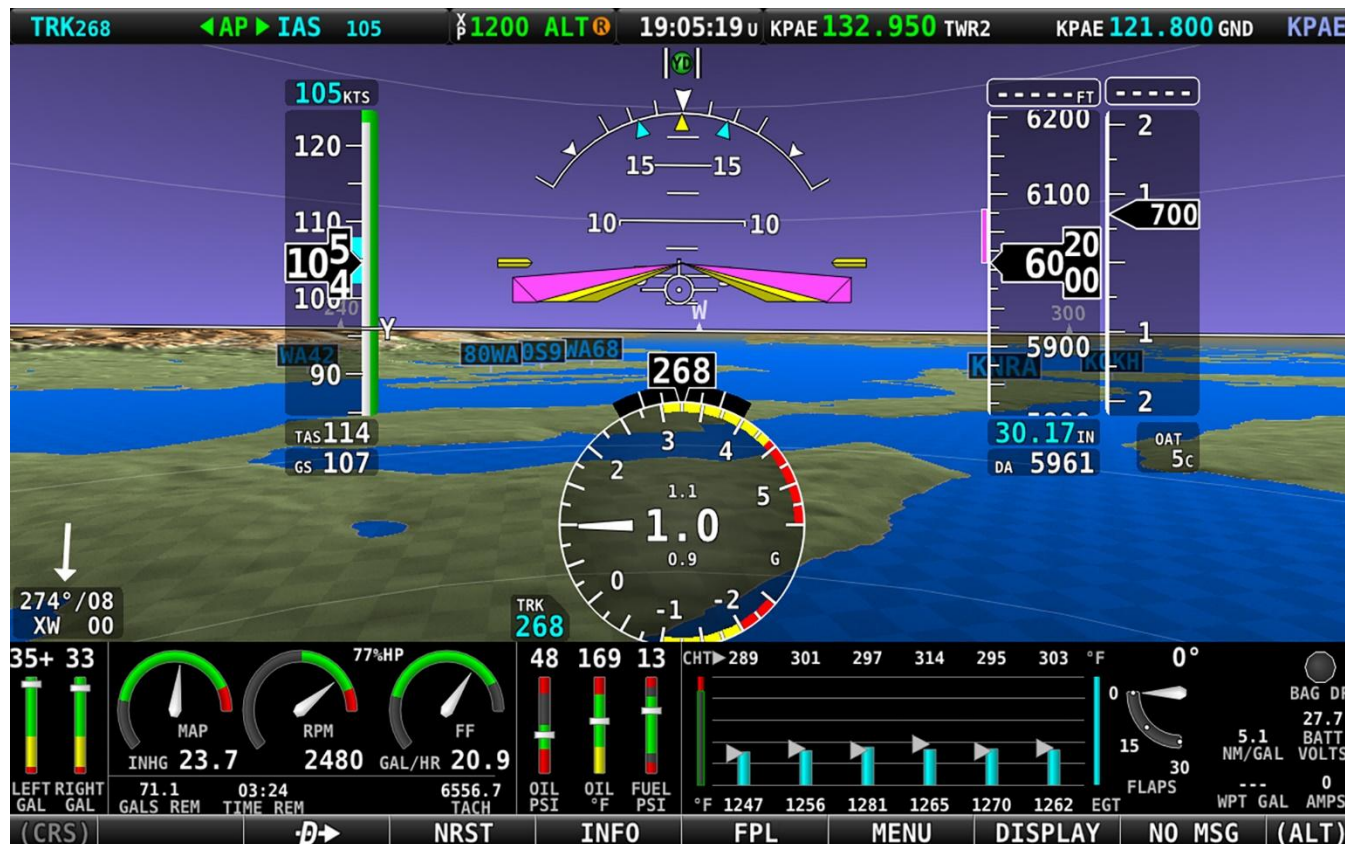 TRK268 AP IAS 105 XP 1200 ALT R 19:05:19 U KPAE 132.950 TWR2 KPAE 121.800 GND KPAE
YD
105KTS
120
110
105
4
100
90
TAS 114
GS 107
15 15
10 10
-----FT -----
6200
6100
6020
00
5900
30.17IN
DA 5961
2
1
700
1
2
OAT
5C
240 W 300
WA42 80WA 0S9 WA68 KHRA KCKH
268
3 4
2 5
1.1
1.0
0.9
G
0
-1 -2
TRK
268
274°/08
XW 00
35+ 33
LEFT RIGHT
GAL GAL
77%HP
MAP RPM FF
INHG 23.7 2480 GAL/HR 20.9
71.1 03:24 6556.7
GALS REM TIME REM TACH
48 169 13
OIL OIL FUEL
PSI °F PSI
CHT 289 301 297 314 295 303 °F
°F 1247 1256 1281 1265 1270 1262 EGT
0°
0
15
30
FLAPS
BAG
27.7
BATT
VOLTS
5.1
NM/GAL
--- 0
WPT GAL AMPS
(CRS) D NRST INFO FPL MENU DISPLAY NO MSG (ALT)